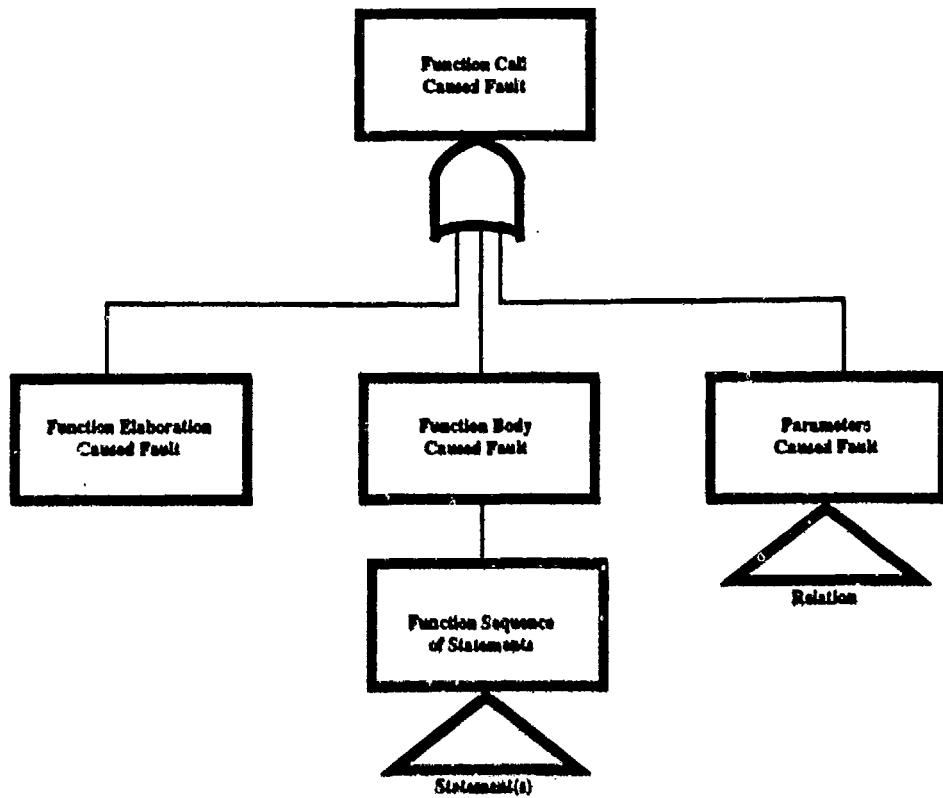 Function Call
Caused Fault
Function Elaboration
Caused Fault
Function Body
Caused Fault
Parameters
Caused Fault
Relation
Function Sequence
of Statements
Statement(s)